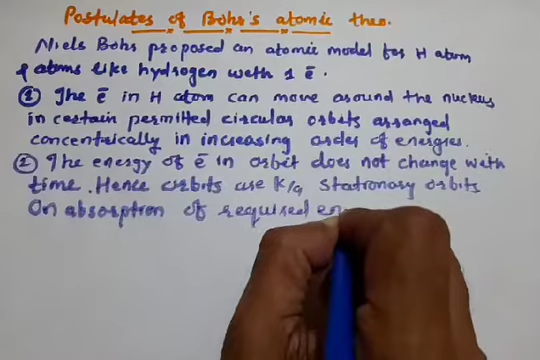 Postulates of Bohr's atomic theo.
Niels Bohr proposed an atomic model for H atom
& atoms like hydrogen with 1 ē.
① The ē in H atom can move around the nucleus
in certain permitted circular orbits arranged
concentrically in increasing order of energies.
② The energy of ē in orbit does not change with
time. Hence orbits are k/a stationary orbits
On absorption of required en